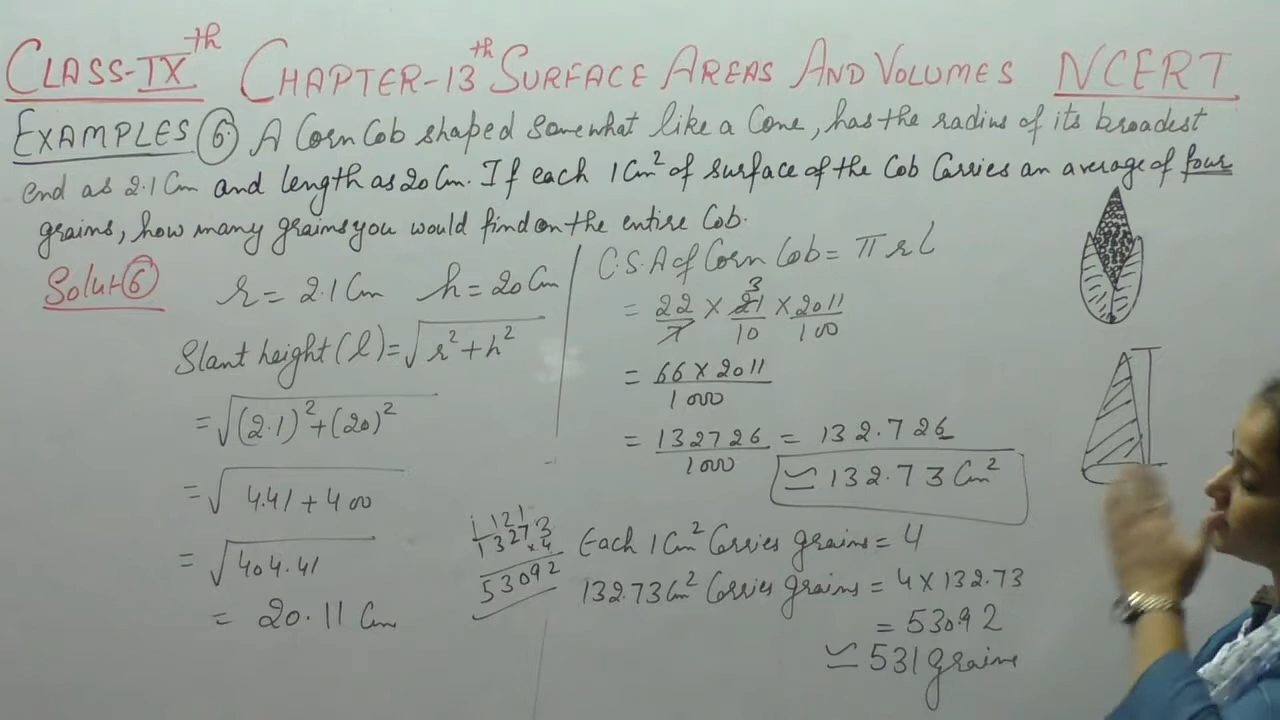 CLASS-IXth CHAPTER-13th SURFACE AREAS AND VOLUMES NCERT
EXAMPLES 6. A Corn Cob shaped Somewhat like a Cone, has the radius of its broadest
end as 2.1 Cm and length as 20 Cm. If each 1 Cm² of surface of the Cob Carries an average of four
grains, how many grains you would find on the entire Cob.
Solut 6
r = 2.1 Cm h = 20 Cm
Slant height (l) = √r² + h²
= √(2.1)² + (20)²
= √4.41 + 400
= √404.41
= 20.11 Cm
C.S.A of Corn Cob = π r l
3
= 22/7 × 21/10 × 2011/100
= 66 × 2011/1000
= 132726/1000 = 132.726
≃ 132.73 Cm²
1 121
13273
× 4
53092
Each 1 Cm² Carries grains = 4
132.73 Cm² Carries grains = 4 × 132.73
= 530.92
≃ 531 grains